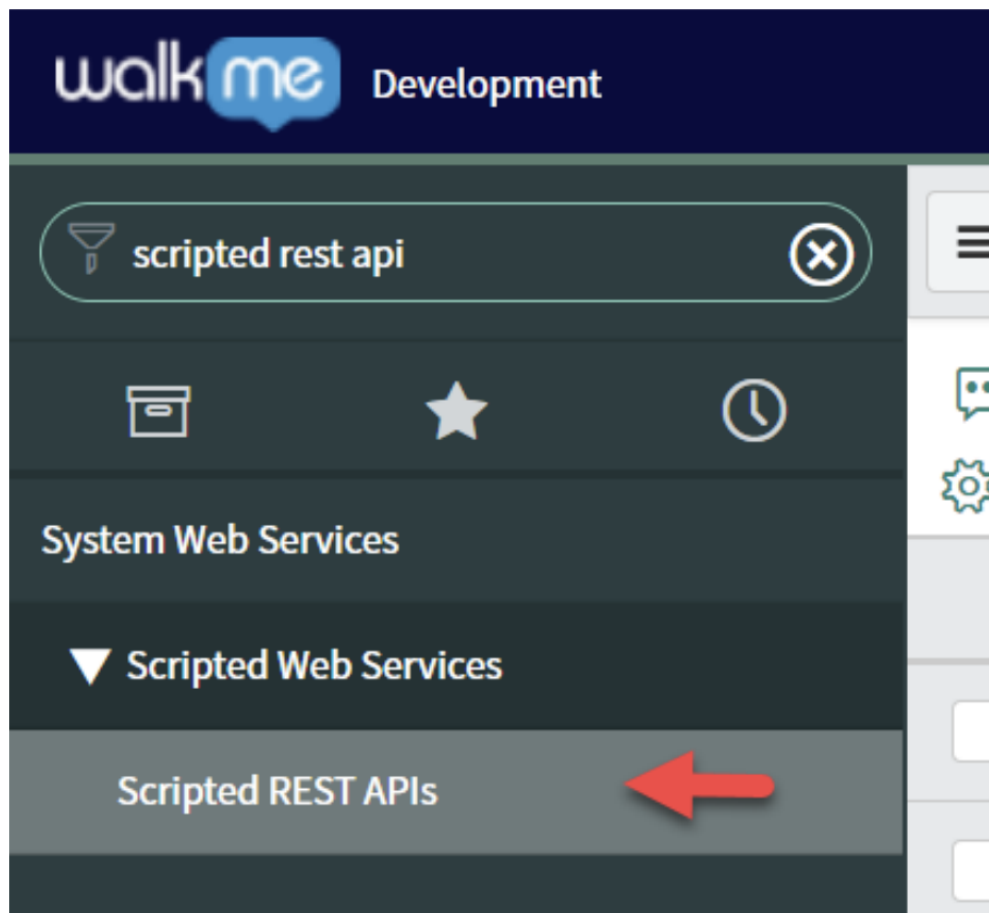 walkme Development
scripted rest api
System Web Services
Scripted Web Services
Scripted REST APIs